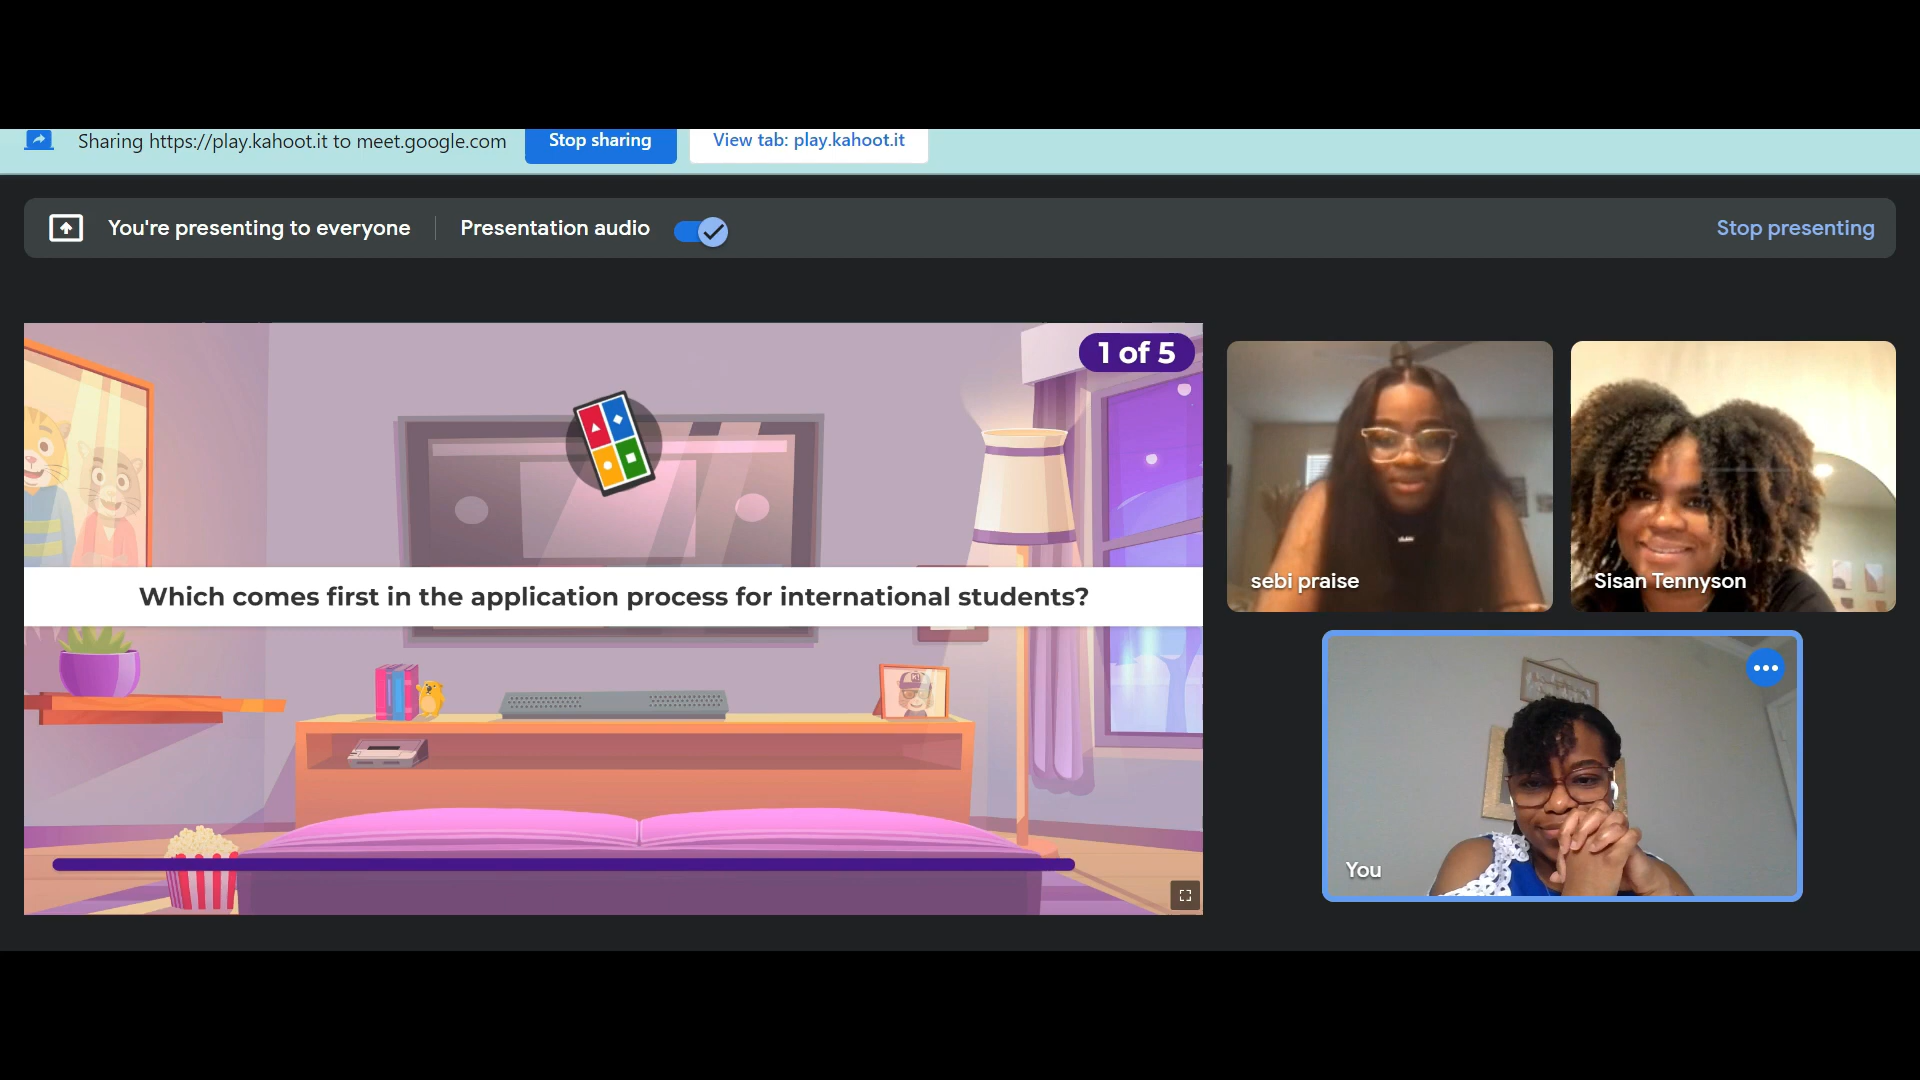 Sharing https://play.kahoot.it to meet.google.com
Stop sharing
View tab: play.kahoot.it
You're presenting to everyone
Presentation audio
Stop presenting
1 of 5
Which comes first in the application process for international students?
sebi praise
Sisan Tennyson
You